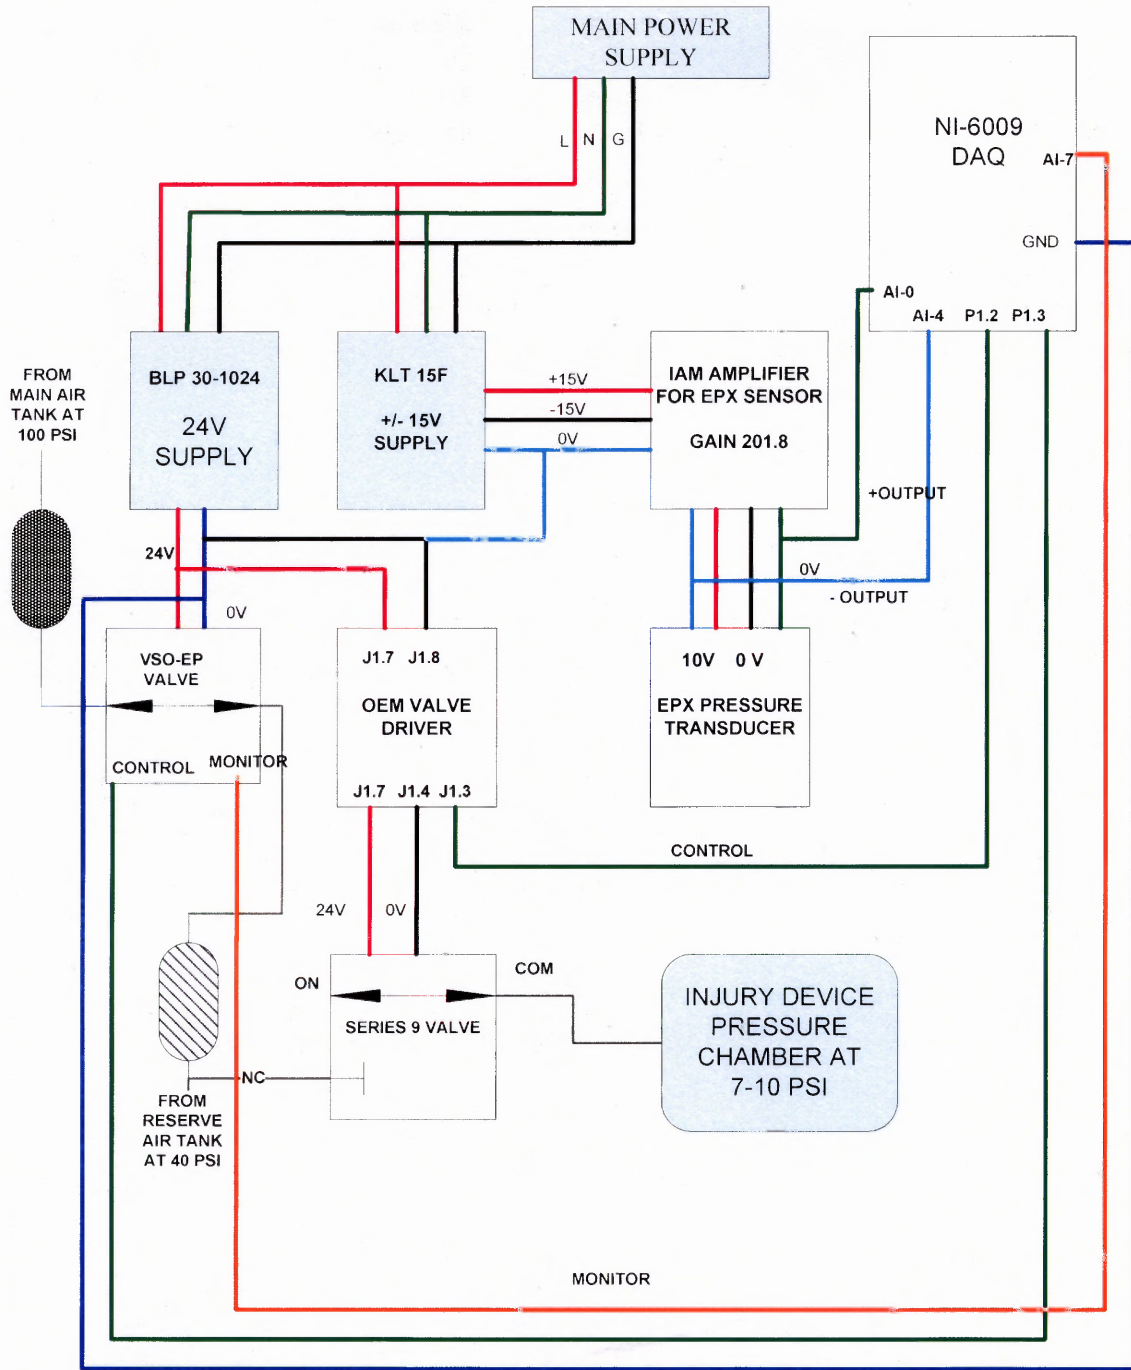 MAIN POWER
SUPPLY
L N G
NI-6009
DAQ
AI-7
GND
AI-0
AI-4 P1.2 P1.3
FROM
MAIN AIR
TANK AT
100 PSI
BLP 30-1024
24V
SUPPLY
KLT 15F
+/- 15V
SUPPLY
+15V
-15V
0V
IAM AMPLIFIER
FOR EPX SENSOR
GAIN 201.8
+OUTPUT
24V
0V
0V
- OUTPUT
VSO-EP
VALVE
CONTROL
MONITOR
J1.7 J1.8
OEM VALVE
DRIVER
J1.7 J1.4 J1.3
10V 0 V
EPX PRESSURE
TRANSDUCER
CONTROL
24V
0V
ON
COM
SERIES 9 VALVE
NC
INJURY DEVICE
PRESSURE
CHAMBER AT
7-10 PSI
FROM
RESERVE
AIR TANK
AT 40 PSI
MONITOR